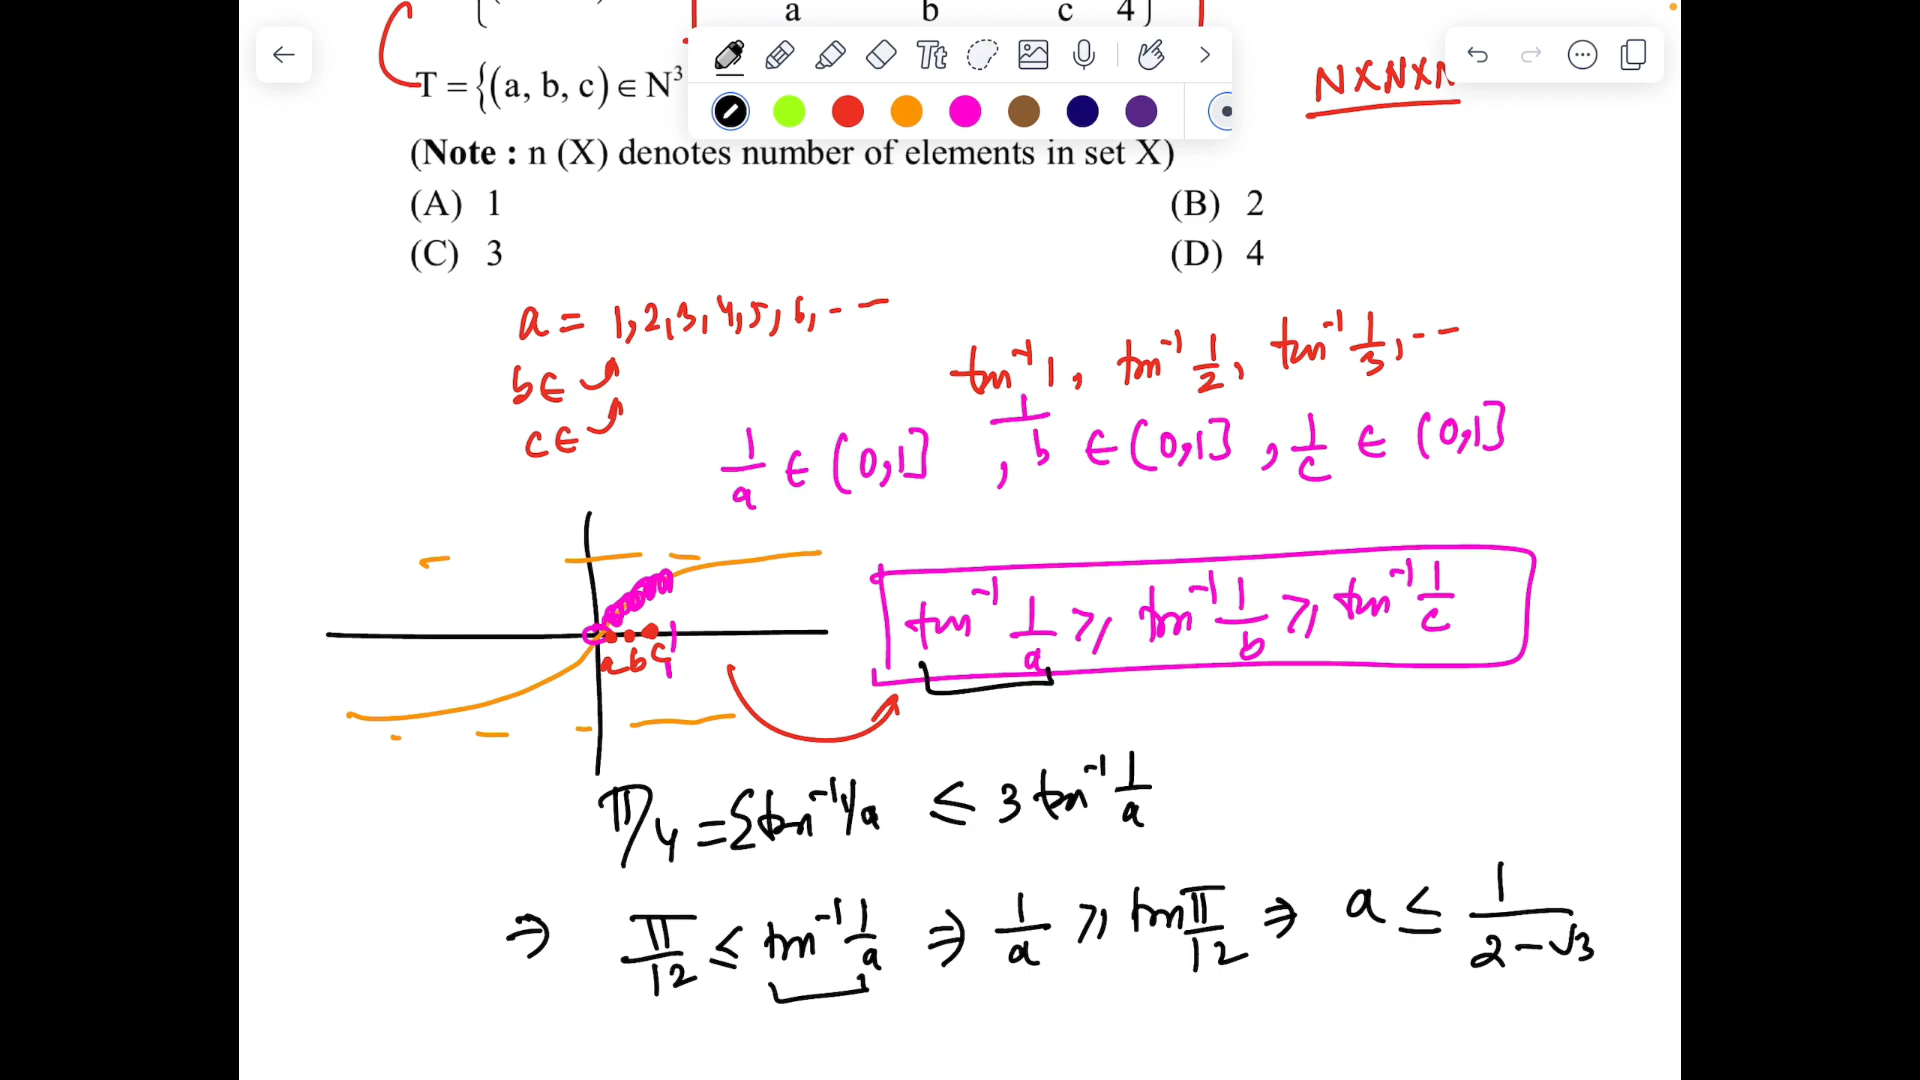 a b c 4
T = {(a, b, c) ∈ N³
N×N×N
(Note : n (X) denotes number of elements in set X)
(A) 1 (B) 2
(C) 3 (D) 4
a = 1,2,3,4,5,6,---
b∈
c∈
tan⁻¹1, tan⁻¹ 1/2, tan⁻¹ 1/3, ---
1/a ∈ (0,1] , 1/b ∈ (0,1] , 1/c ∈ (0,1]
tan⁻¹ 1/a ⩾ tan⁻¹ 1/b ⩾ tan⁻¹ 1/c
a b c 1
π/4 = Σtan⁻¹ 1/a ≤ 3 tan⁻¹ 1/a
⇒ π/12 ≤ tan⁻¹ 1/a ⇒ 1/a ⩾ tan π/12 ⇒ a ≤ 1/(2-√3)